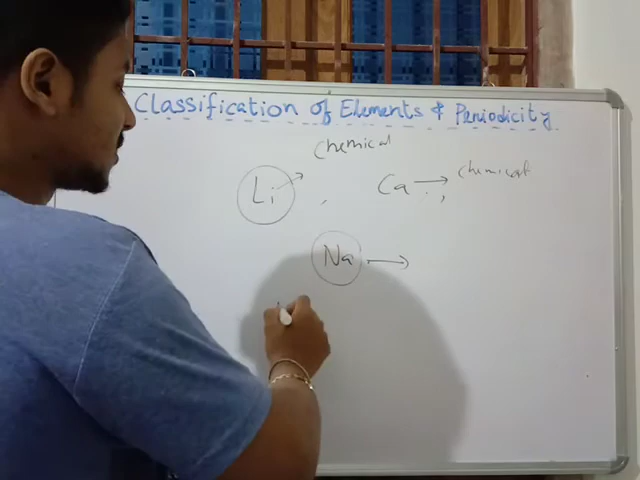 Classification of Elements & Periodicity
Chemical
Li → , Ca → Chemical
Na →